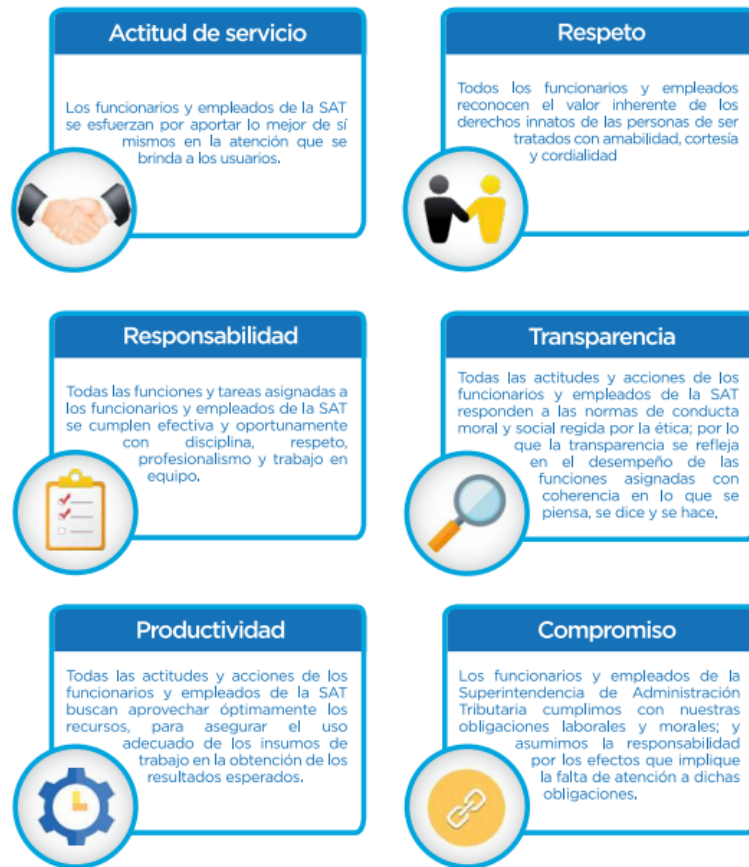 Actitud de servicio
Los funcionarios y empleados de la SAT
se esfuerzan por aportar lo mejor de sí
mismos en la atención que se
brinda a los usuarios.
Respeto
Todos los funcionarios y empleados
reconocen el valor inherente de los
derechos innatos de las personas de ser
tratados con amabilidad, cortesía
y cordialidad
Responsabilidad
Todas las funciones y tareas asignadas a
los funcionarios y empleados de la SAT
se cumplen efectiva y oportunamente
con disciplina, respeto,
profesionalismo y trabajo en
equipo.
Transparencia
Todas las actitudes y acciones de los
funcionarios y empleados de la SAT
responden a las normas de conducta
moral y social regida por la ética; por lo
que la transparencia se refleja
en el desempeño de las
funciones asignadas con
coherencia en lo que se
piensa, se dice y se hace.
Productividad
Todas las actitudes y acciones de los
funcionarios y empleados de la SAT
buscan aprovechar óptimamente los
recursos, para asegurar el uso
adecuado de los insumos de
trabajo en la obtención de los
resultados esperados.
Compromiso
Los funcionarios y empleados de la
Superintendencia de Administración
Tributaria cumplimos con nuestras
obligaciones laborales y morales; y
asumimos la responsabilidad
por los efectos que implique
la falta de atención a dichas
obligaciones.